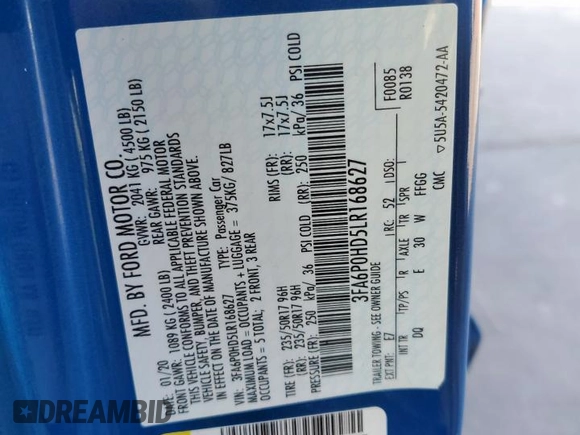 MFD. BY FORD MOTOR CO.
GVWR: 2041 KG ( 4500 LB)
01/20
FRONT GAWR: 1089 KG ( 2400 LB) REAR GAWR: 975 KG ( 2150 LB)
THIS VEHICLE CONFORMS TO ALL APPLICABLE FEDERAL MOTOR
VEHICLE SAFETY, BUMPER, AND THEFT PREVENTION STANDARDS
IN EFFECT ON THE DATE OF MANUFACTURE SHOWN ABOVE.
VIN: 3FA6P0HD5LR168627 TYPE: Passenger Car
MAXIMUM LOAD = OCCUPANTS + LUGGAGE = 375KG/ 827LB
OCCUPANTS = 5 TOTAL: 2 FRONT, 3 REAR
TIRE (FR): 235/50R17 96H RIMS (FR): 17x7.5J
(RR): 235/50R17 96H (RR): 17x7.5J
PRESSURE (FR): 250 kPa/ 36 PSI COLD (RR): 250 kPa/ 36 PSI COLD
3FA6P0HD5LR168627
TRAILER TOWING - SEE OWNER GUIDE
F0085
R0138
EXT PNT: E7 RC: 52 DSO:
INT TR TP/PS R AXLE TR SPR
DQ E 30 W FFGG
CMC ▽5U5A-5420472-AA
DREAMBID